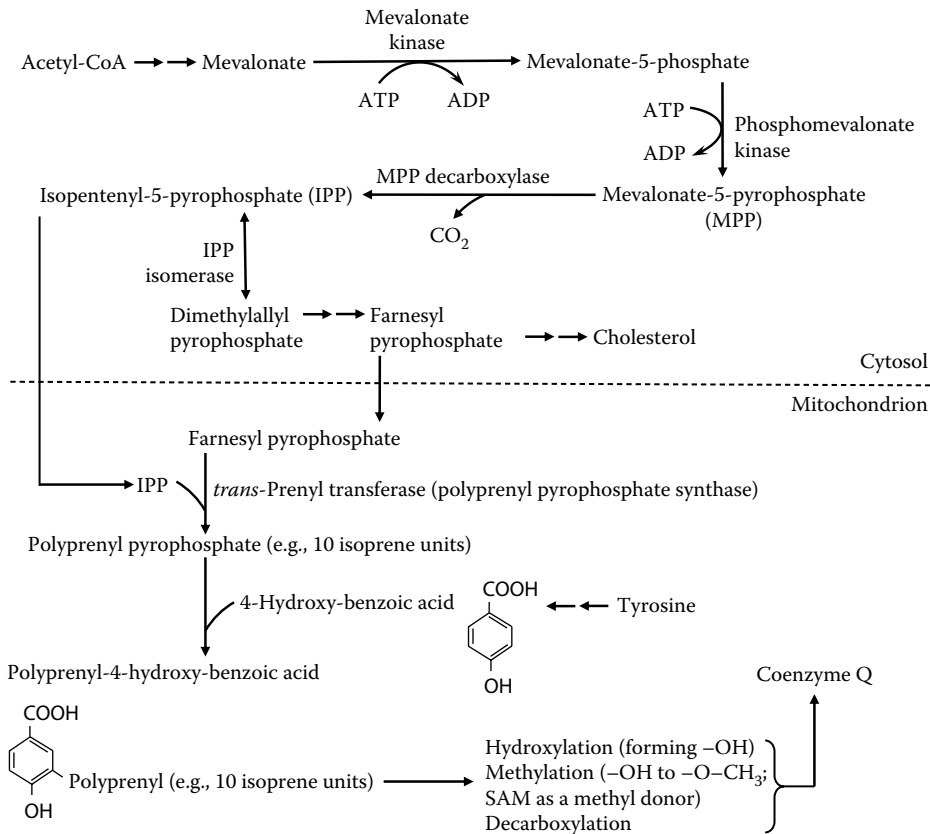 Mevalonate
kinase
Acetyl-CoA
Mevalonate
Mevalonate-5-phosphate
ATP
ADP
ATP
Phosphomevalonate
kinase
ADP
MPP decarboxylase
Isopentenyl-5-pyrophosphate (IPP)
Mevalonate-5-pyrophosphate
(MPP)
CO2
IPP
isomerase
Dimethylallyl
pyrophosphate
Farnesyl
pyrophosphate
Cholesterol
Cytosol
Mitochondrion
Farnesyl pyrophosphate
IPP
trans-Prenyl transferase (polyprenyl pyrophosphate synthase)
Polyprenyl pyrophosphate (e.g., 10 isoprene units)
4-Hydroxy-benzoic acid
COOH
OH
Tyrosine
Polyprenyl-4-hydroxy-benzoic acid
Coenzyme Q
COOH
OH
Polyprenyl (e.g., 10 isoprene units)
Hydroxylation (forming –OH)
Methylation (–OH to –O–CH3;
SAM as a methyl donor)
Decarboxylation